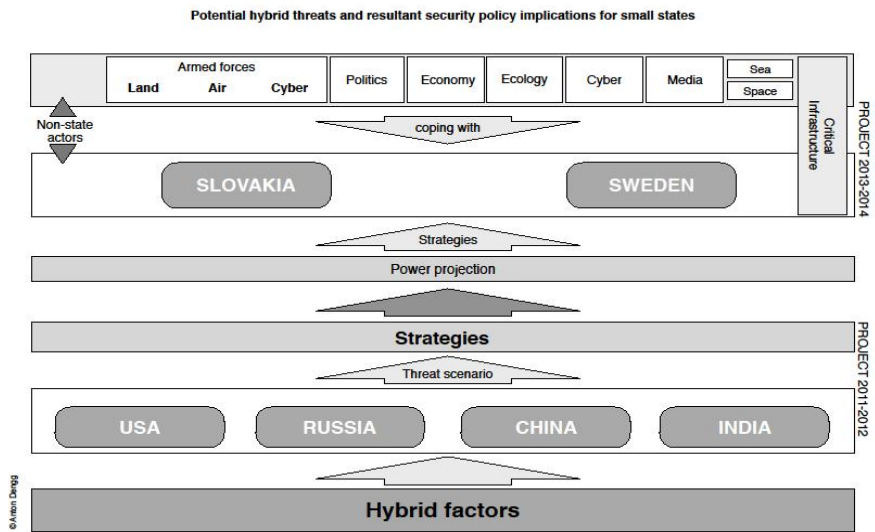 Potential hybrid threats and resultant security policy implications for small states
Armed forces
Land Air Cyber
Politics
Economy
Ecology
Cyber
Media
Sea
Space
Critical
Infrastructure
Non-state
actors
coping with
PROJECT 2013-2014
SLOVAKIA
SWEDEN
Strategies
Power projection
Strategies
Threat scenario
PROJECT 2011-2012
USA
RUSSIA
CHINA
INDIA
Hybrid factors
©Anton Dengg